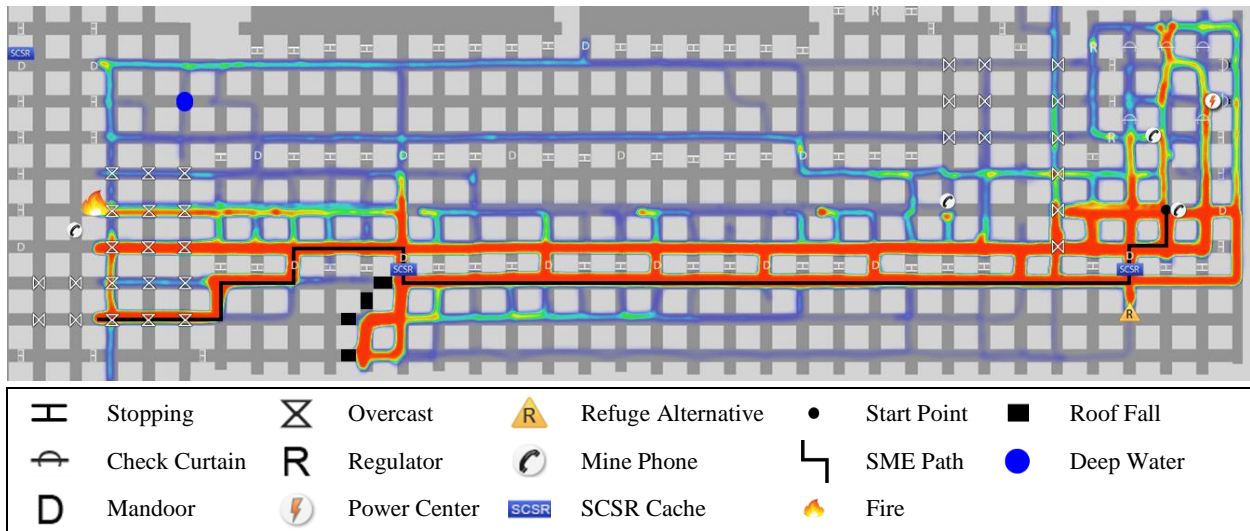 R
D
R
SCSR
D D
R
D D D D D
D
D
D D
D D D D D
SCSR SCSR
R
Stopping
Overcast
R Refuge Alternative
Start Point
Roof Fall
Check Curtain
R Regulator
Mine Phone
SME Path
Deep Water
D Mandoor
Power Center
SCSR SCSR Cache
Fire